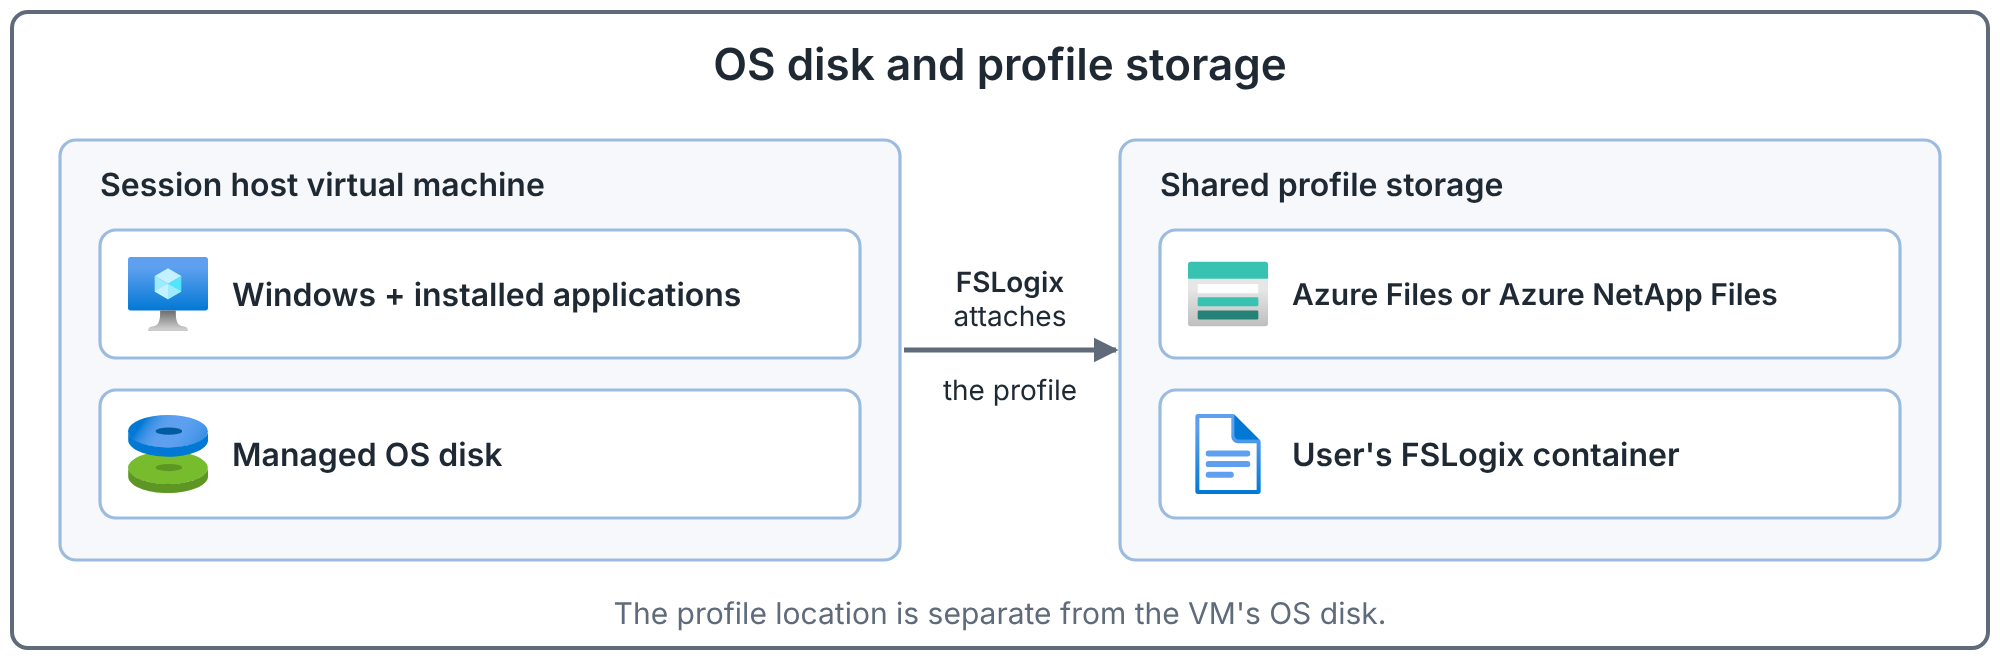 OS disk and profile storage
Session host virtual machine
Windows + installed applications
Managed OS disk
FSLogix
attaches
the profile
Shared profile storage
Azure Files or Azure NetApp Files
User's FSLogix container
The profile location is separate from the VM's OS disk.